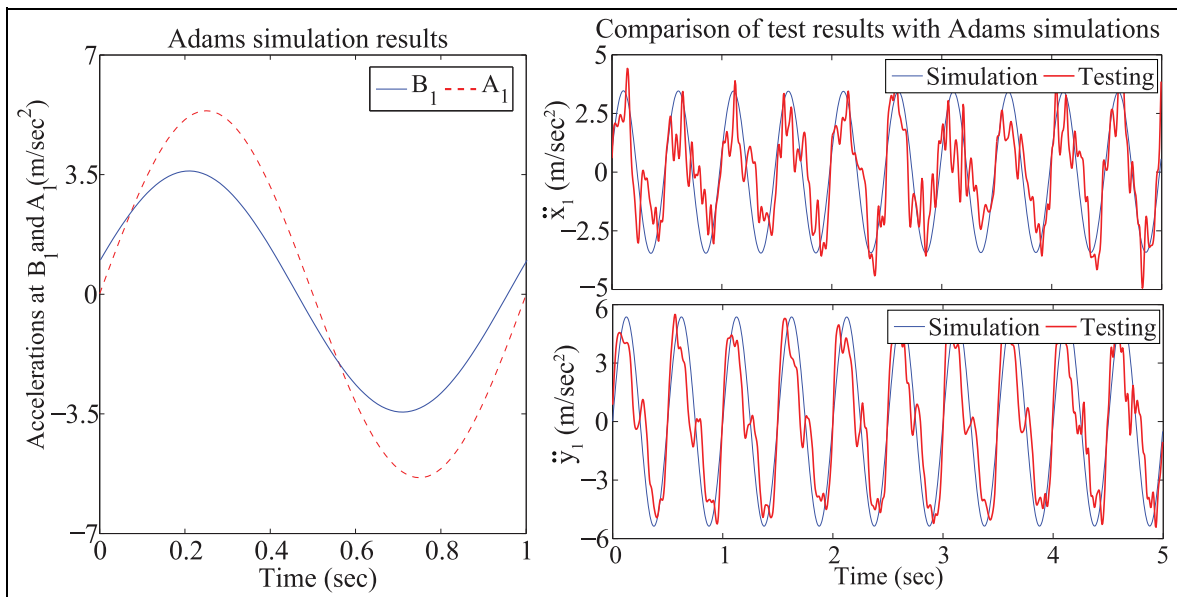 Adams simulation results
7
3.5
0
−3.5
−7
Accelerations at B₁ and A₁(m/sec²)
B₁ A₁
0 0.2 0.4 0.6 0.8 1
Time (sec)
Comparison of test results with Adams simulations
5
2.5
0
−2.5
−5
ẍ₁ (m/sec²)
Simulation Testing
6
3
0
−3
−6
ÿ₁ (m/sec²)
Simulation Testing
0 1 2 3 4 5
Time (sec)